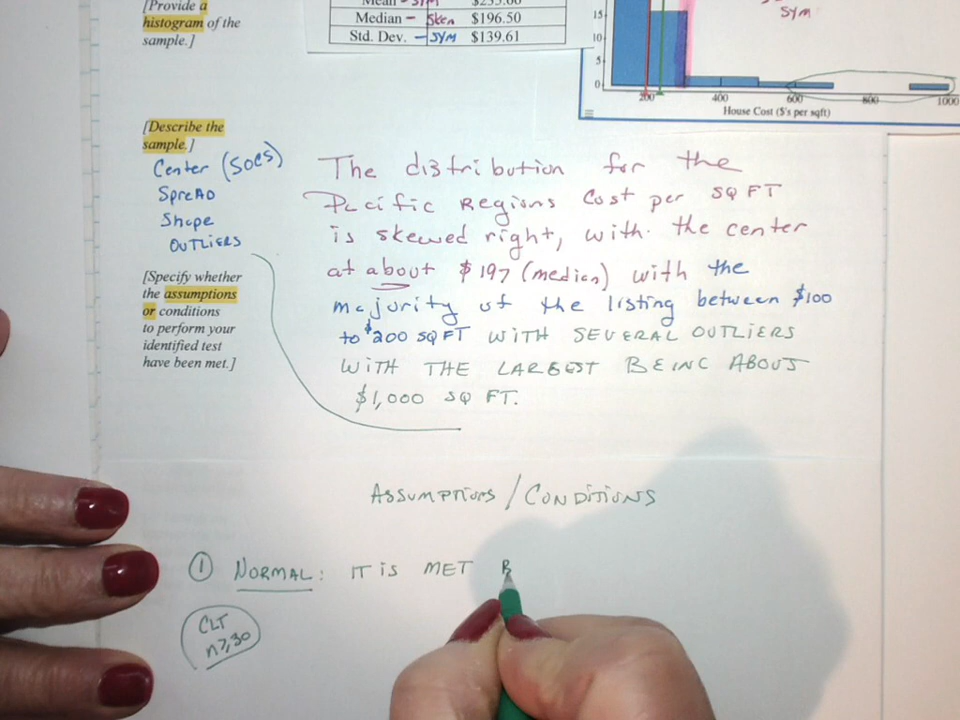 [Provide a
histogram of the
sample.]
Mean - sym $235.66
Median - Sken $196.50
Std. Dev. - SYM $139.61
SYM
15
10
5
0
200 400 600 800 1000
House Cost ($'s per sqft)
[Describe the
sample.]
Center (SOCS)
SpreAD
Shape
OUTLiERS
[Specify whether
the assumptions
or conditions
to perform your
identified test
have been met.]
The distribution for the
Pacific Regions Cost per SQ FT
is skewed right, with the center
at about $197 (median) with the
majority of the listing between $100
to $200 SQ FT WITH SEVERAL OUTLIERS
WITH THE LARGEST BEING ABOUT
$1,000 SQ FT.
ASSUMPTIONS / CONDITIONS
① NORMAL: IT IS MET B
CLT
n≥30